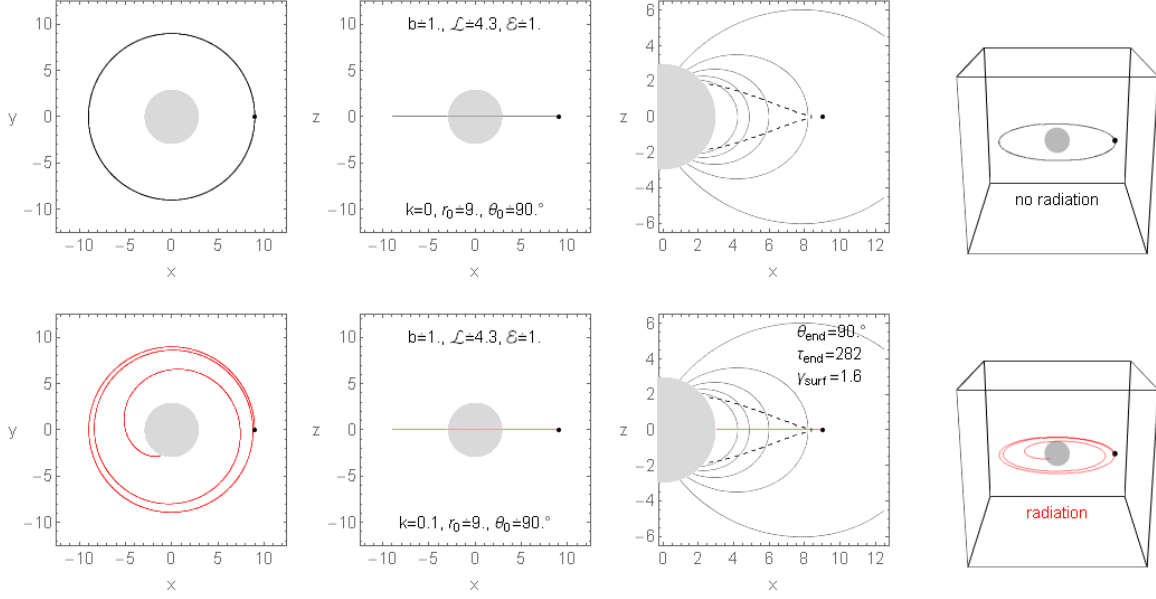 10
5
0
−5
−10
y
−10 −5 0 5 10
x
10
5
0
−5
−10
z
b=1., ℒ=4.3, ℰ=1.
k=0, r₀=9., θ₀=90.°
−10 −5 0 5 10
x
6
4
2
0
−2
−4
−6
z
0 2 4 6 8 10 12
x
no radiation
10
5
0
−5
−10
y
−10 −5 0 5 10
x
10
5
0
−5
−10
z
b=1., ℒ=4.3, ℰ=1.
k=0.1, r₀=9., θ₀=90.°
−10 −5 0 5 10
x
6
4
2
0
−2
−4
−6
z
θend=90.°
τend=282
γsurf=1.6
0 2 4 6 8 10 12
x
radiation